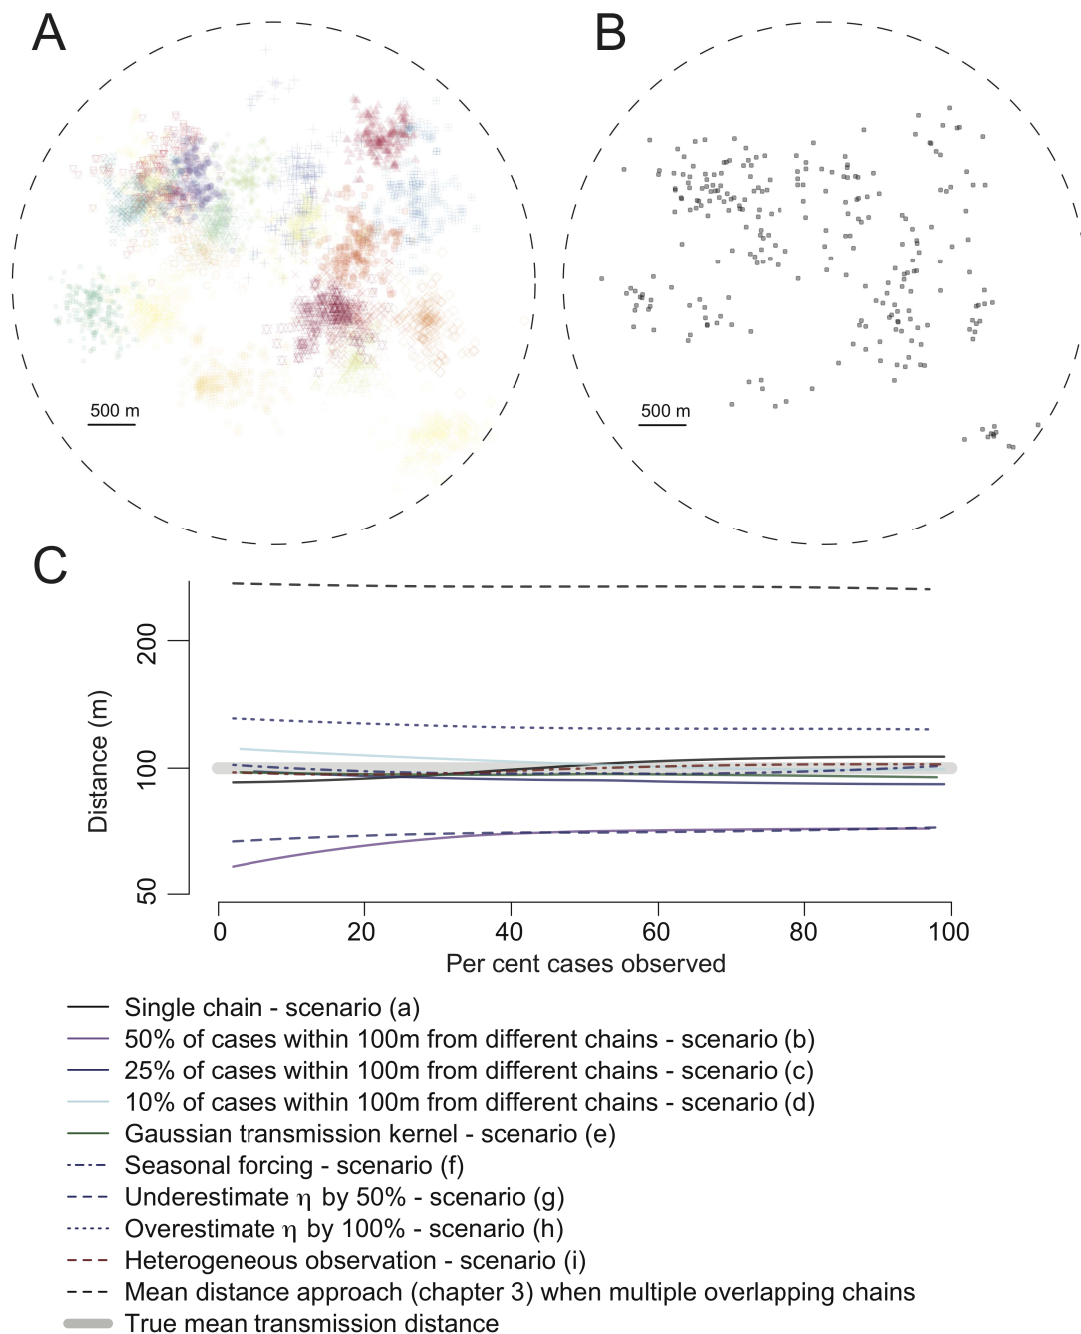 A
B
500 m
500 m
C
Distance (m)
200
100
50
0
20
40
60
80
100
Per cent cases observed
Single chain - scenario (a)
50% of cases within 100m from different chains - scenario (b)
25% of cases within 100m from different chains - scenario (c)
10% of cases within 100m from different chains - scenario (d)
Gaussian transmission kernel - scenario (e)
Seasonal forcing - scenario (f)
Underestimate η by 50% - scenario (g)
Overestimate η by 100% - scenario (h)
Heterogeneous observation - scenario (i)
Mean distance approach (chapter 3) when multiple overlapping chains
True mean transmission distance